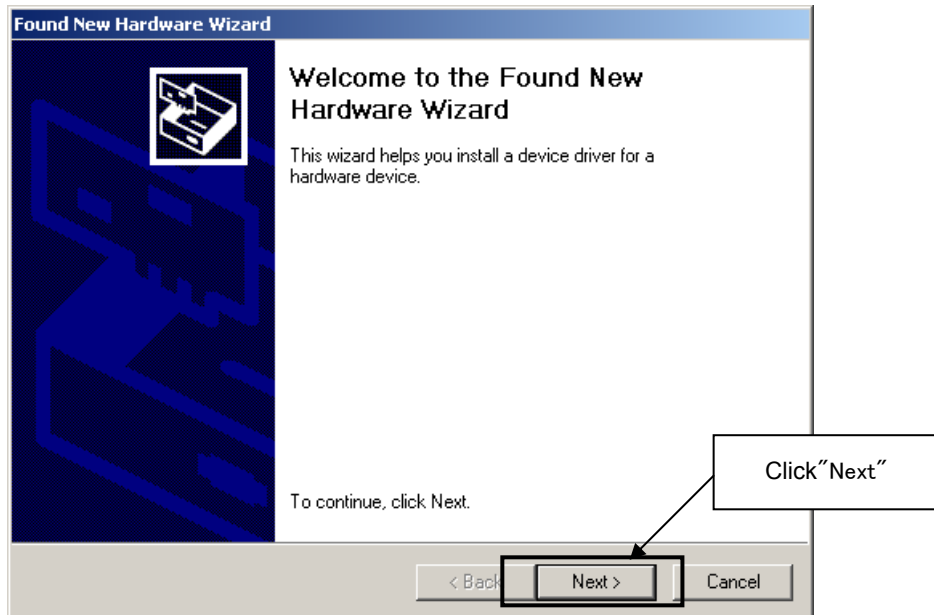 Found New Hardware Wizard
Welcome to the Found New
Hardware Wizard
This wizard helps you install a device driver for a
hardware device.
Click″Next″
To continue, click Next.
< Back
Next >
Cancel